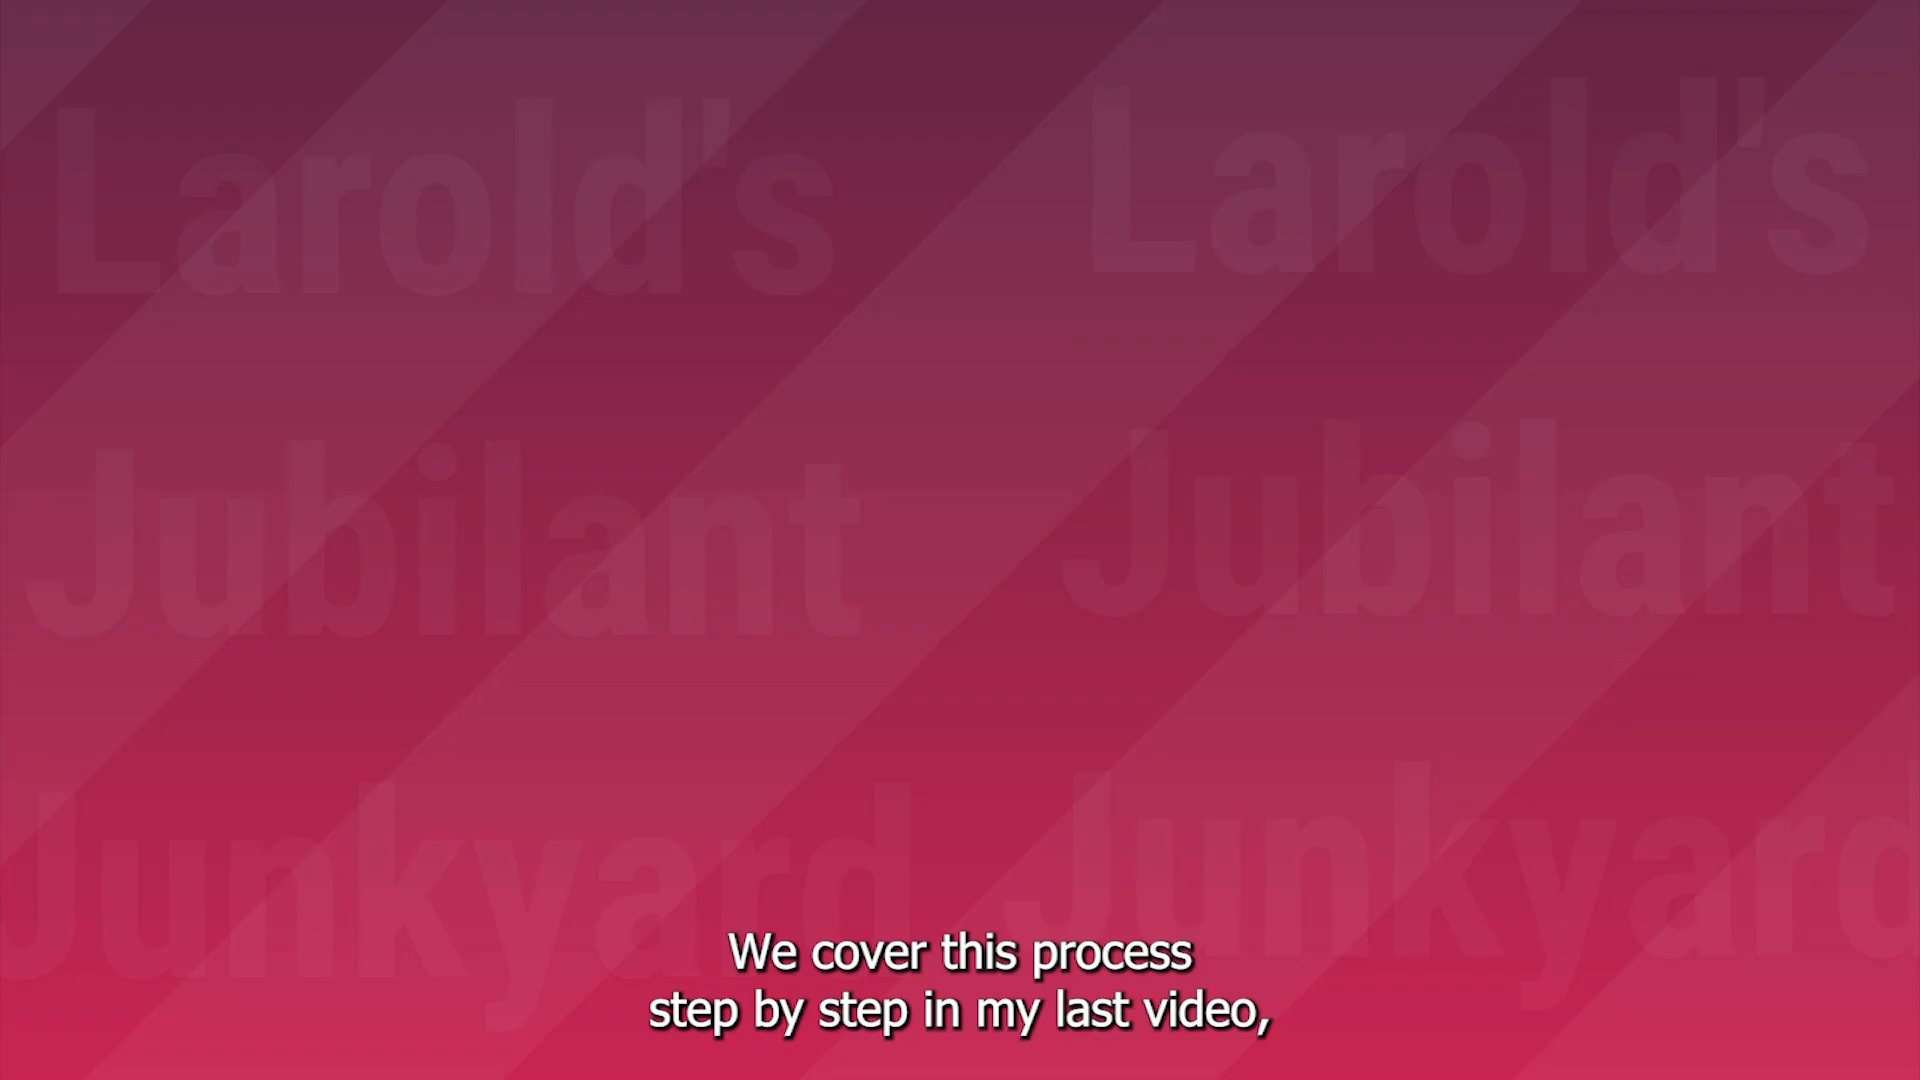 Larold's Larold's
Jubilant Jubilant
Junkyard Junkyard
We cover this process
step by step in my last video,